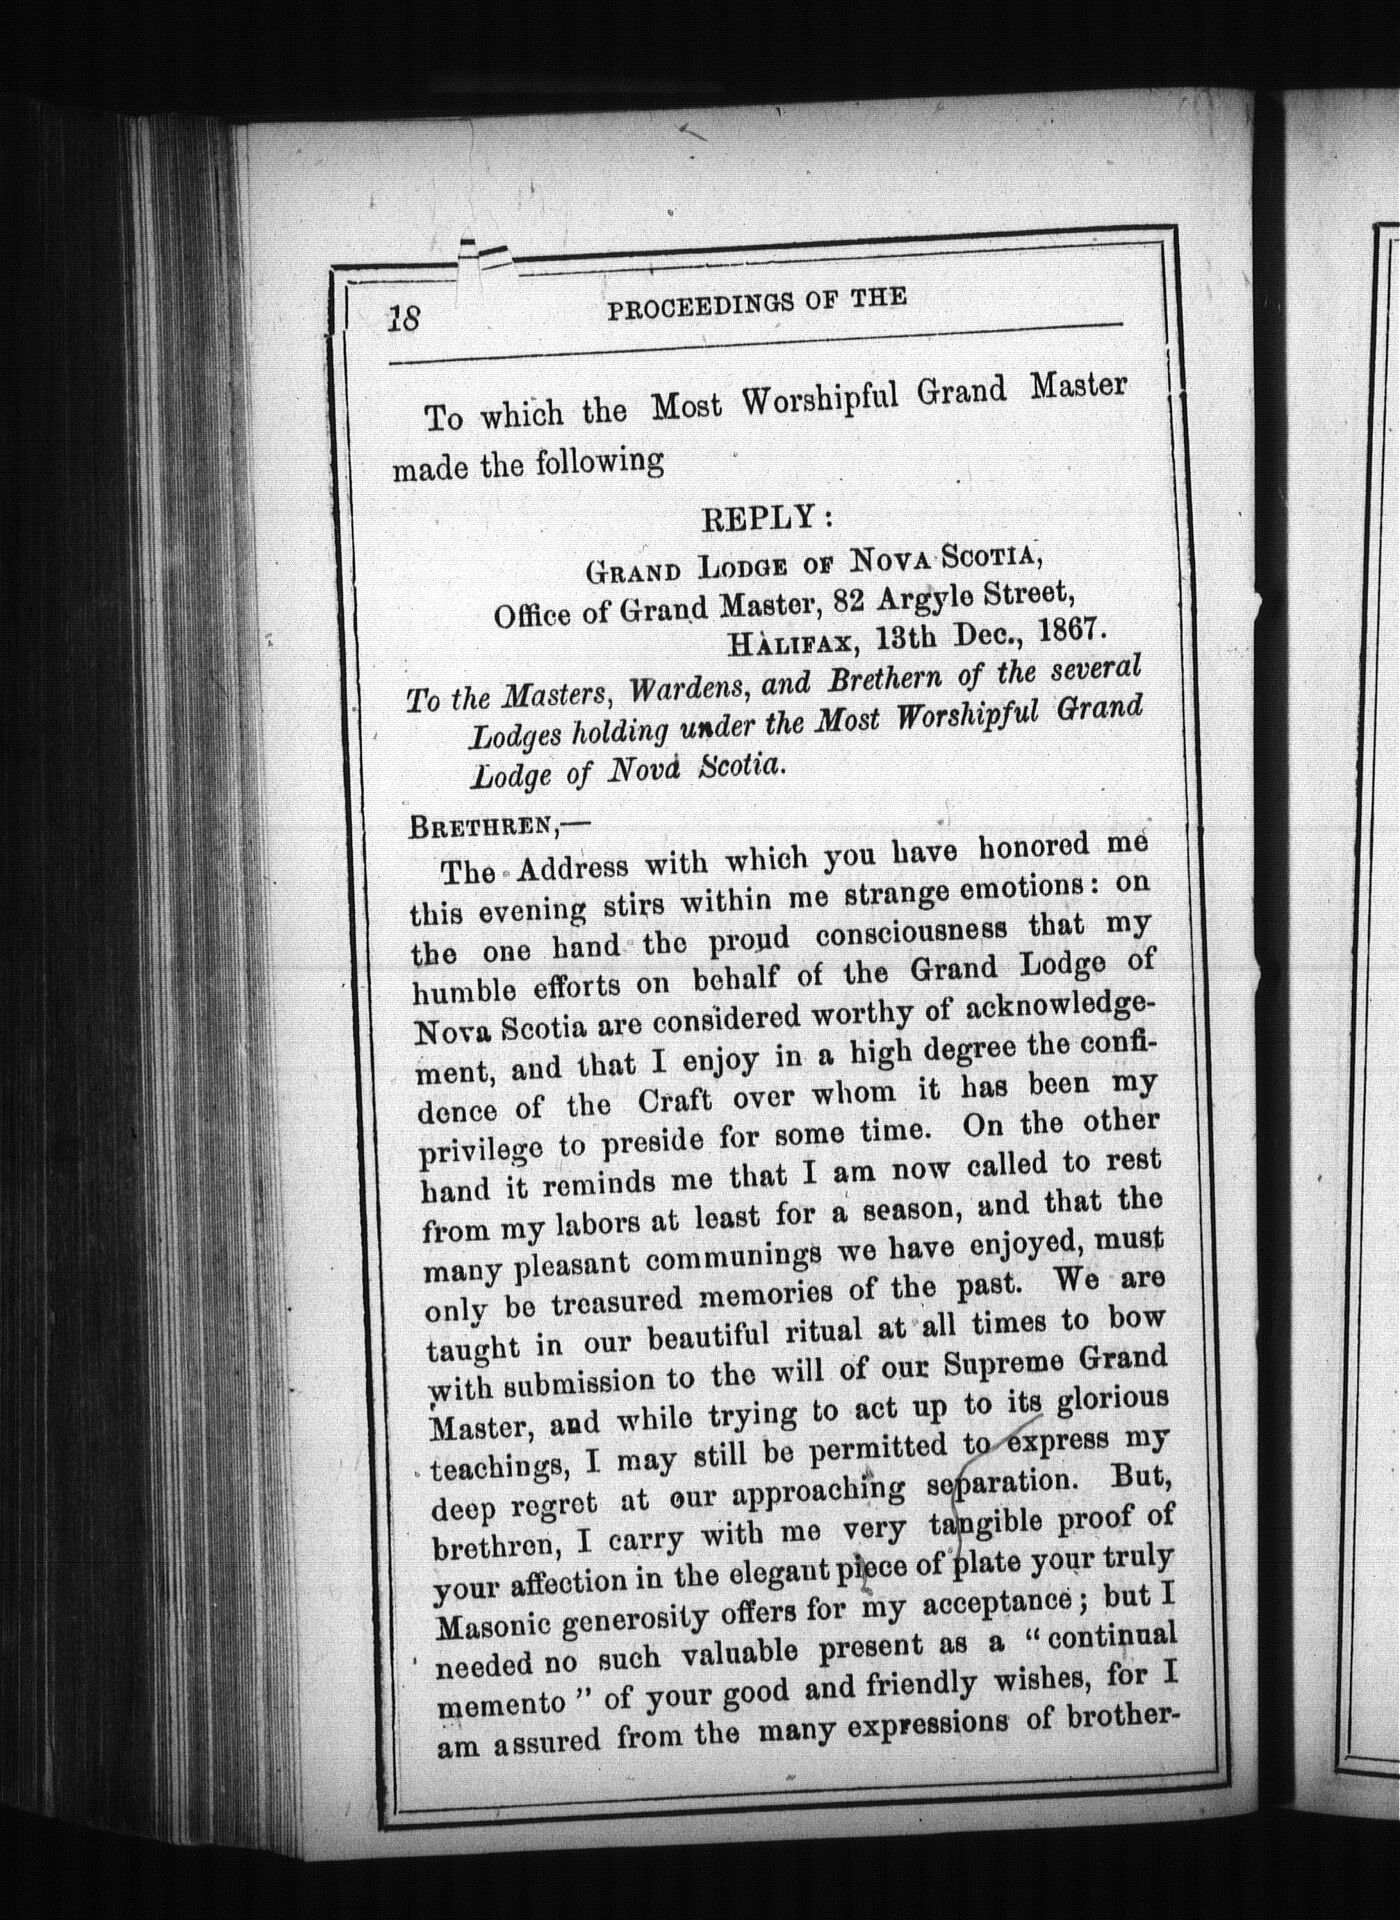 18
PROCEEDINGS OF THE
To which the Most Worshipful Grand Master
made the following
REPLY:
GRAND LODGE OF NOVA SCOTIA,
Office of Grand Master, 82 Argyle Street,
HALIFAX, 13th Dec., 1867.
To the Masters, Wardens, and Brethern of the several
Lodges holding under the Most Worshipful Grand
Lodge of Nova Scotia.
BRETHREN,—
The Address with which you have honored me
this evening stirs within me strange emotions: on
the one hand the proud consciousness that my
humble efforts on behalf of the Grand Lodge of
Nova Scotia are considered worthy of acknowledge-
ment, and that I enjoy in a high degree the confi-
dence of the Craft over whom it has been my
privilege to preside for some time. On the other
hand it reminds me that I am now called to rest
from my labors at least for a season, and that the
many pleasant communings we have enjoyed, must
only be treasured memories of the past. We are
taught in our beautiful ritual at all times to bow
with submission to the will of our Supreme Grand
Master, and while trying to act up to its glorious
teachings, I may still be permitted to express my
deep regret at our approaching separation. But,
brethren, I carry with me very tangible proof of
your affection in the elegant piece of plate your truly
Masonic generosity offers for my acceptance; but I
needed no such valuable present as a "continual
memento" of your good and friendly wishes, for I
am assured from the many expressions of brother-